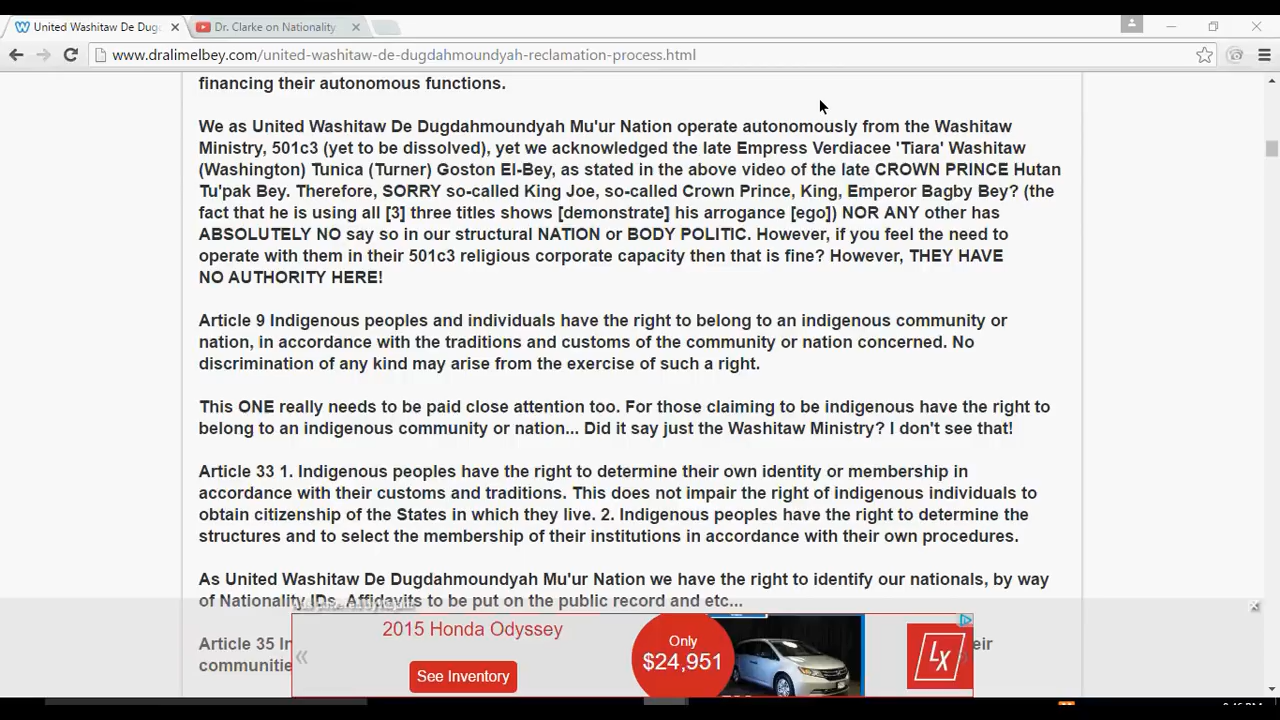 United Washitaw De Dug
Dr. Clarke on Nationality
www.dralimelbey.com/united-washitaw-de-dugdahmoundyah-reclamation-process.html
financing their autonomous functions.
We as United Washitaw De Dugdahmoundyah Mu'ur Nation operate autonomously from the Washitaw
Ministry, 501c3 (yet to be dissolved), yet we acknowledged the late Empress Verdiacee 'Tiara' Washitaw
(Washington) Tunica (Turner) Goston El-Bey, as stated in the above video of the late CROWN PRINCE Hutan
Tu'pak Bey. Therefore, SORRY so-called King Joe, so-called Crown Prince, King, Emperor Bagby Bey? (the
fact that he is using all [3] three titles shows [demonstrate] his arrogance [ego]) NOR ANY other has
ABSOLUTELY NO say so in our structural NATION or BODY POLITIC. However, if you feel the need to
operate with them in their 501c3 religious corporate capacity then that is fine? However, THEY HAVE
NO AUTHORITY HERE!
Article 9 Indigenous peoples and individuals have the right to belong to an indigenous community or
nation, in accordance with the traditions and customs of the community or nation concerned. No
discrimination of any kind may arise from the exercise of such a right.
This ONE really needs to be paid close attention too. For those claiming to be indigenous have the right to
belong to an indigenous community or nation... Did it say just the Washitaw Ministry? I don't see that!
Article 33 1. Indigenous peoples have the right to determine their own identity or membership in
accordance with their customs and traditions. This does not impair the right of indigenous individuals to
obtain citizenship of the States in which they live. 2. Indigenous peoples have the right to determine the
structures and to select the membership of their institutions in accordance with their own procedures.
As United Washitaw De Dugdahmoundyah Mu'ur Nation we have the right to identify our nationals, by way
of Nationality IDs, Affidavits to be put on the public record and etc...
Article 35 In
eir
communitie
2015 Honda Odyssey
See Inventory
Only
$24,951
LX